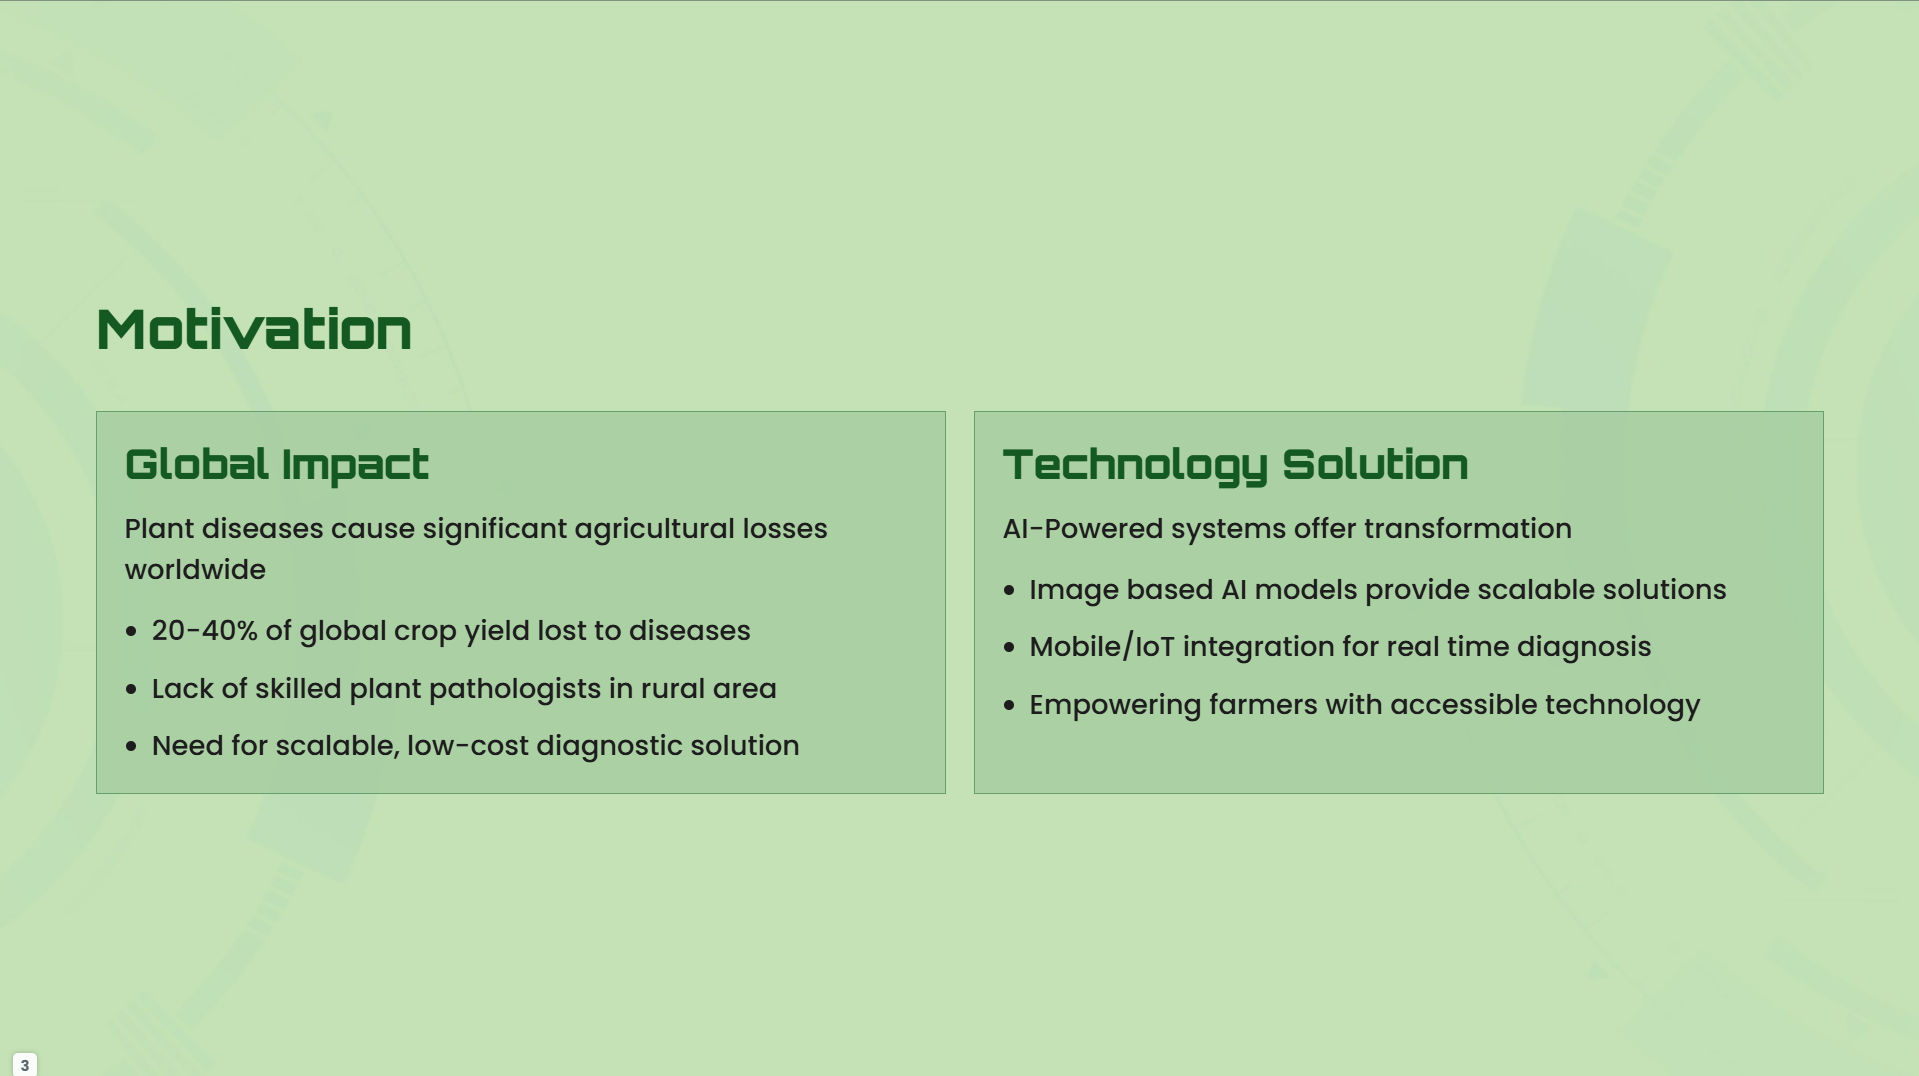 Motivation
Global Impact
Plant diseases cause significant agricultural losses
worldwide
• 20-40% of global crop yield lost to diseases
• Lack of skilled plant pathologists in rural area
• Need for scalable, low-cost diagnostic solution
Technology Solution
AI-Powered systems offer transformation
• Image based AI models provide scalable solutions
• Mobile/IoT integration for real time diagnosis
• Empowering farmers with accessible technology
3